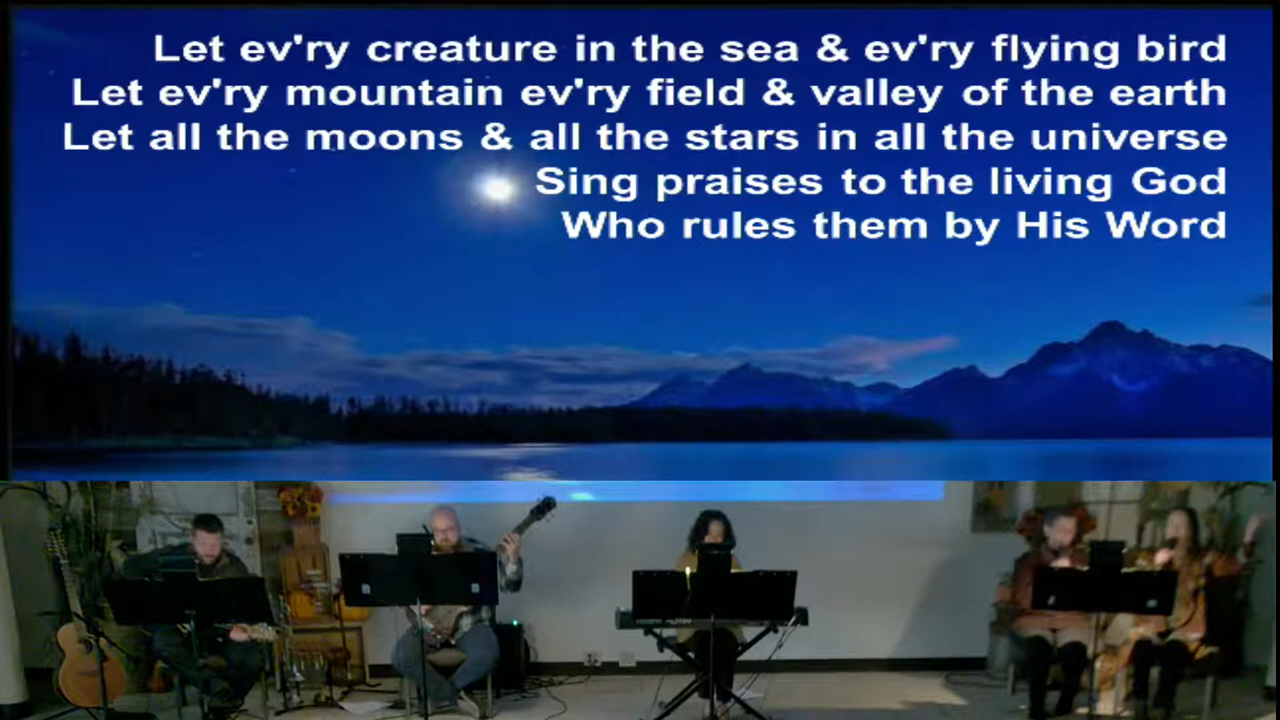 Let ev'ry creature in the sea & ev'ry flying bird
Let ev'ry mountain ev'ry field & valley of the earth
Let all the moons & all the stars in all the universe
Sing praises to the living God
Who rules them by His Word